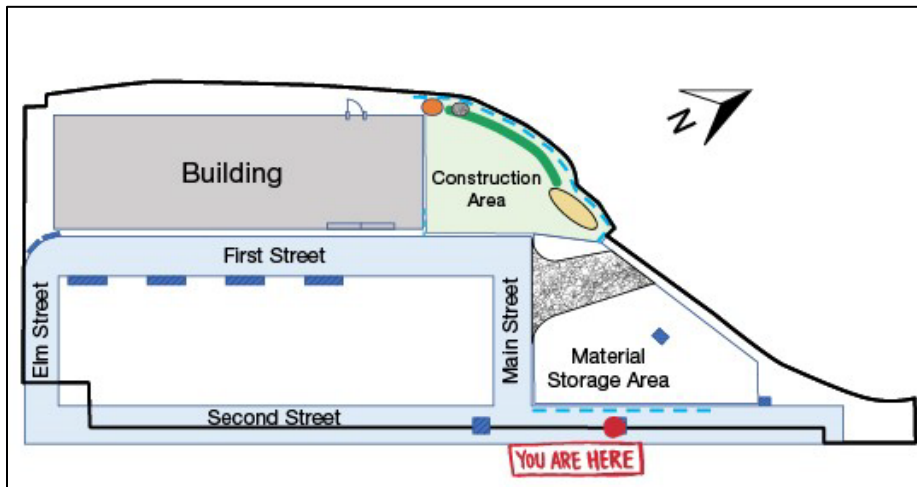 Building
Construction
Area
N
First Street
Elm Street
Main Street
Material
Storage Area
Second Street
YOU ARE HERE